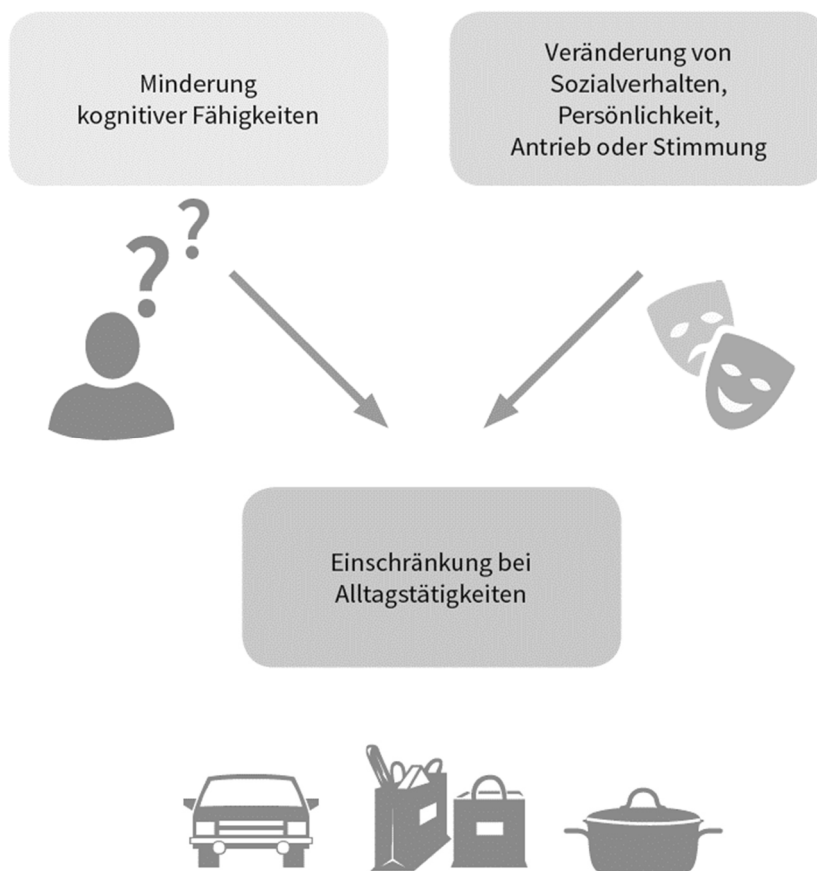 Minderung
kognitiver Fähigkeiten
Veränderung von
Sozialverhalten,
Persönlichkeit,
Antrieb oder Stimmung
? ?
Einschränkung bei
Alltagstätigkeiten